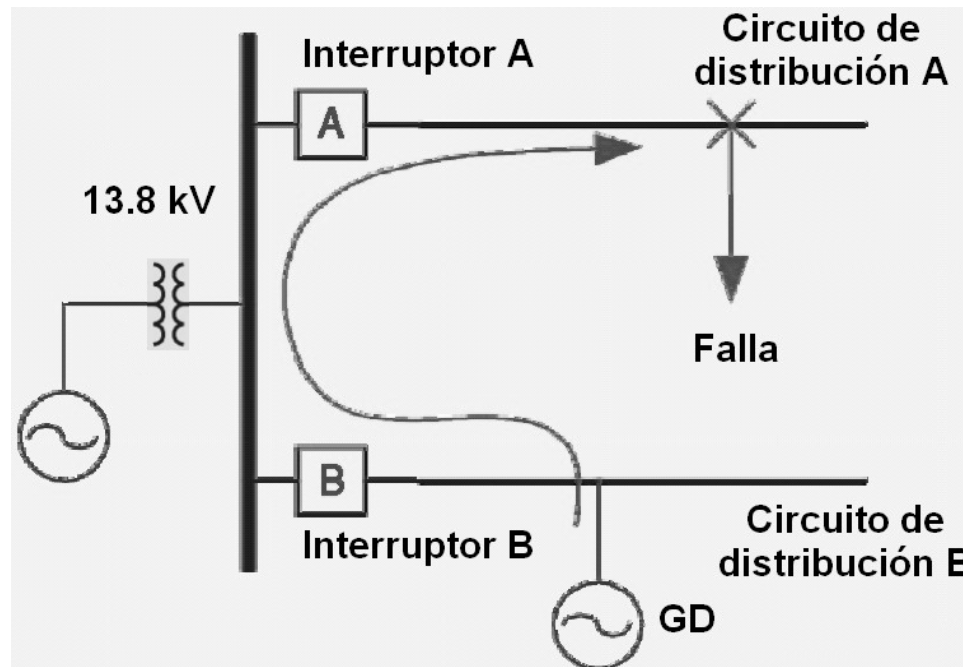 Interruptor A
Circuito de
distribución A
A
13.8 kV
Falla
B
Interruptor B
Circuito de
distribución B
GD